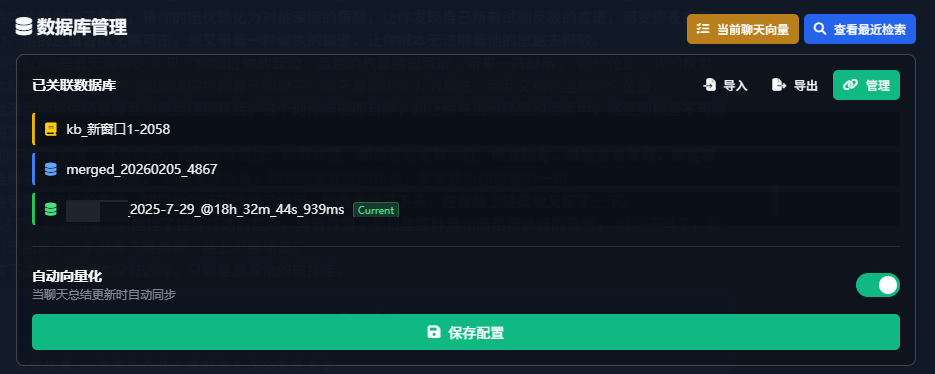 数据库管理
当前聊天向量
查看最近检索
已关联数据库
导入
导出
管理
kb_新窗口1-2058
merged_20260205_4867
_2025-7-29_@18h_32m_44s_939ms Current
自动向量化
当聊天总结更新时自动同步
保存配置